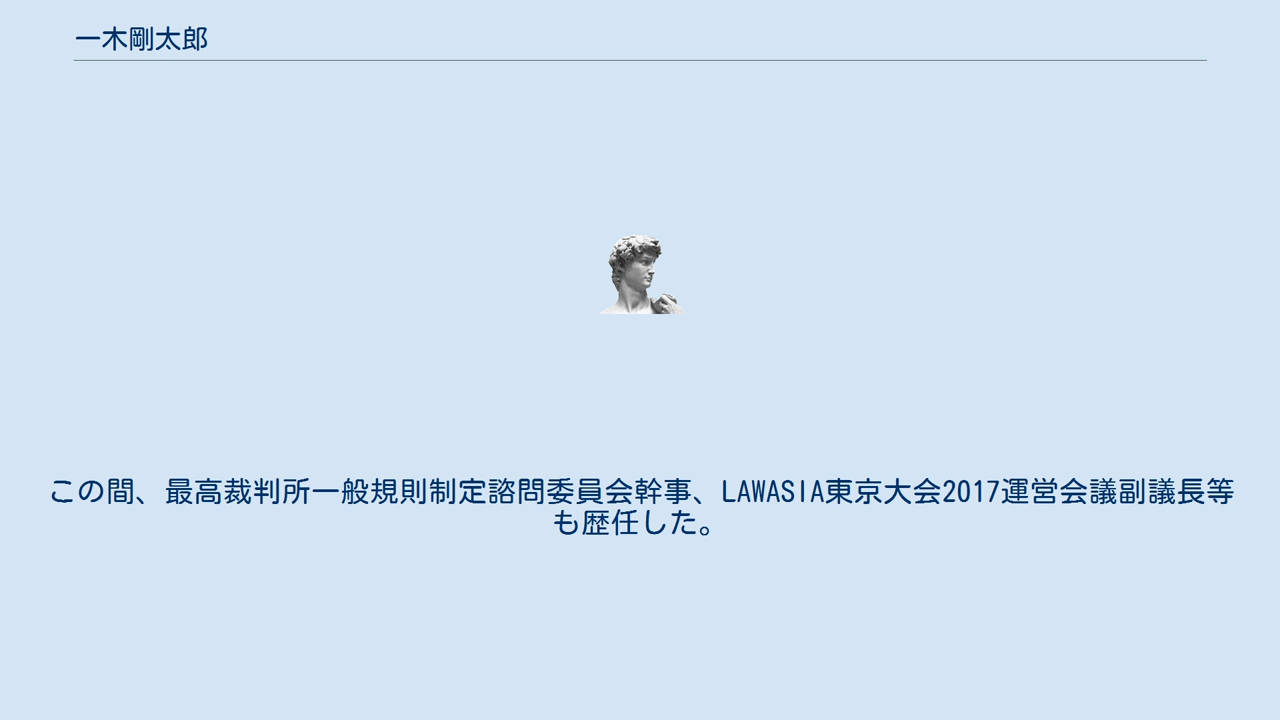 一木剛太郎
この間、最高裁判所一般規則制定諮問委員会幹事、LAWASIA東京大会2017運営会議副議長等
も歴任した。